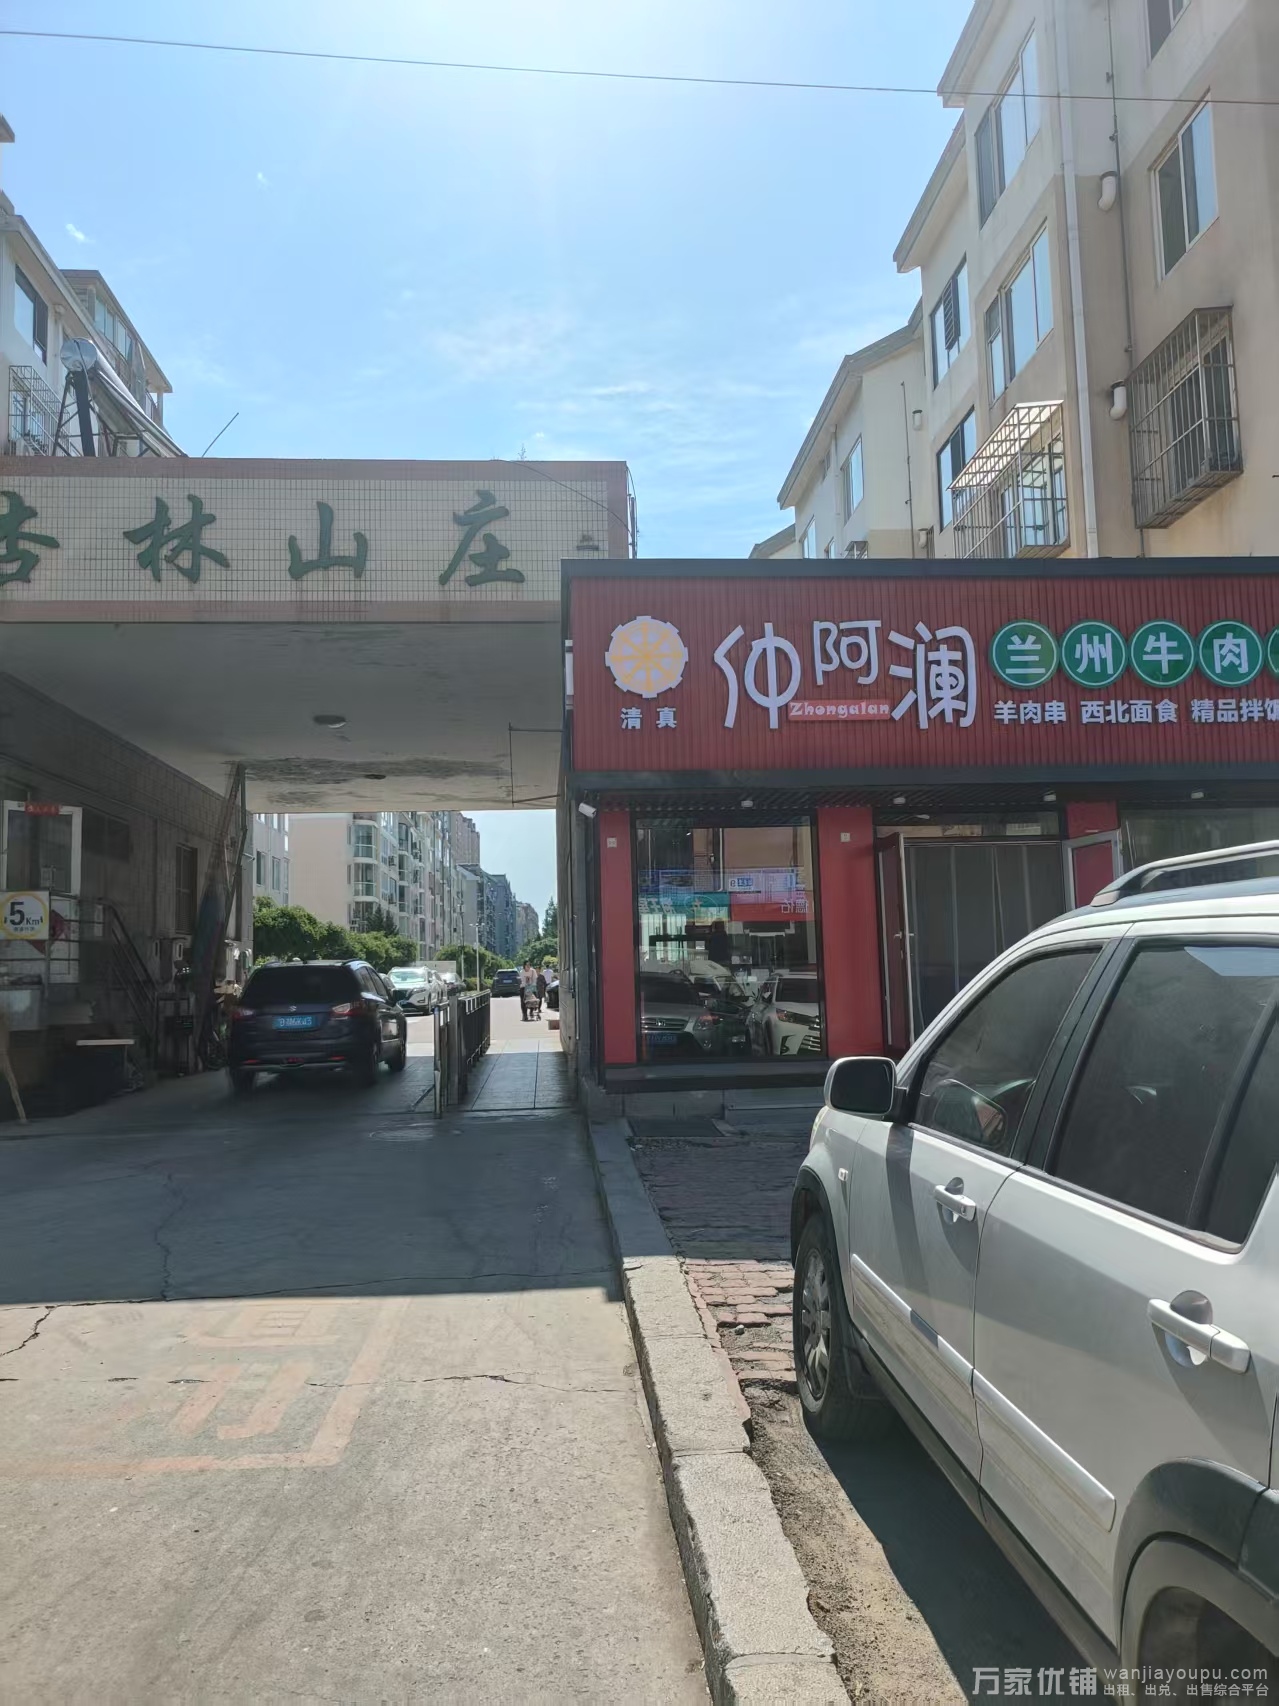 杏林山庄
仲阿澜
Zhongalan
清真
兰州牛肉
羊肉串 西北面食 精品拌饭
5Km
万家优铺 wanjiayoupu.com
出租、出兑、出售综合平台